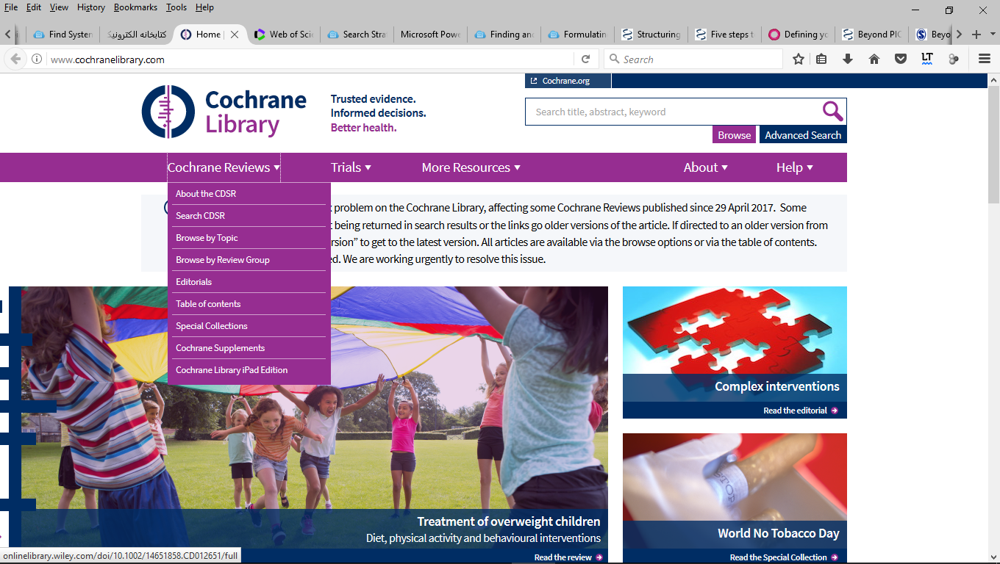 File Edit View History Bookmarks Tools Help
Find System
کتابخانه الکترونیک
Home |
Web of Scie
Search Stra
Microsoft Powe
Finding and
Formulatin
Structuring
Five steps t
Defining yo
Beyond PIC
Beyo
www.cochranelibrary.com
Search
LT
Cochrane.org
Cochrane
Library
Trusted evidence.
Informed decisions.
Better health.
Search title, abstract, keyword
Browse
Advanced Search
Cochrane Reviews ▼ Trials ▼ More Resources ▼ About ▼ Help ▼
About the CDSR
Search CDSR
Browse by Topic
Browse by Review Group
Editorials
Table of contents
Special Collections
Cochrane Supplements
Cochrane Library iPad Edition
problem on the Cochrane Library, affecting some Cochrane Reviews published since 29 April 2017. Some
being returned in search results or the links go older versions of the article. If directed to an older version from
rsion” to get to the latest version. All articles are available via the browse options or via the table of contents.
ed. We are working urgently to resolve this issue.
Treatment of overweight children
Diet, physical activity and behavioural interventions
Read the review
Complex interventions
Read the editorial
STOP
World No Tobacco Day
Read the Special Collection
onlinelibrary.wiley.com/doi/10.1002/14651858.CD012651/full